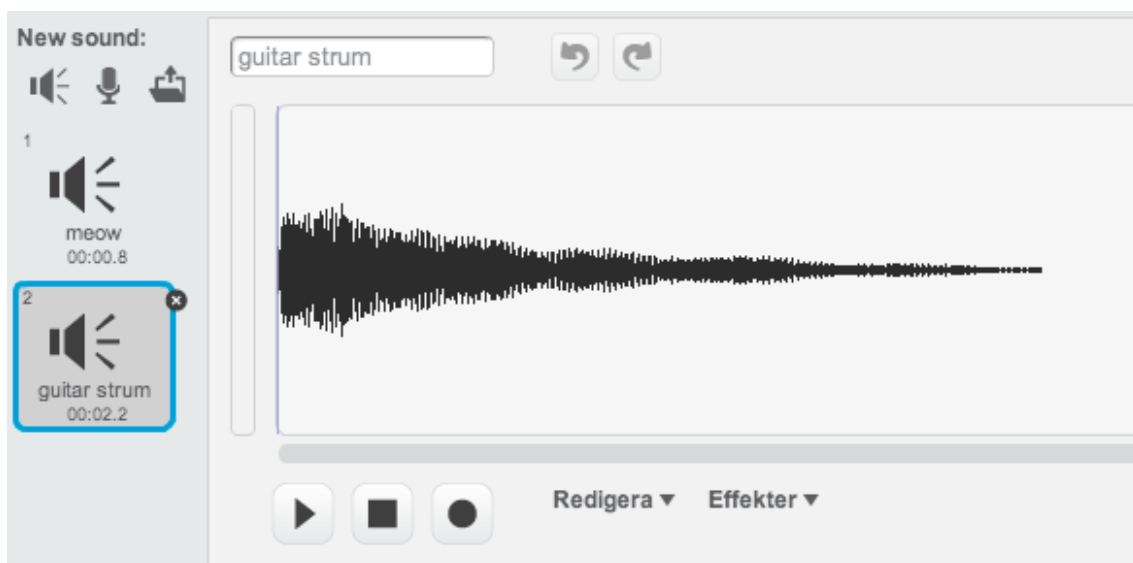 New sound:
1
meow
00:00.8
2
guitar strum
00:02.2
guitar strum
Redigera
Effekter